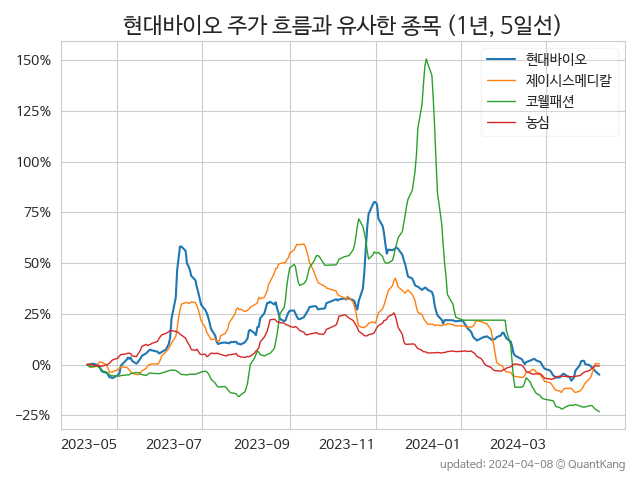 현대바이오 주가 흐름과 유사한 종목 (1년, 5일선)
현대바이오
제이시스메디칼
코웰패션
농심
150%
125%
100%
75%
50%
25%
0%
−25%
2023-05
2023-07
2023-09
2023-11
2024-01
2024-03
updated: 2024-04-08 © QuantKang